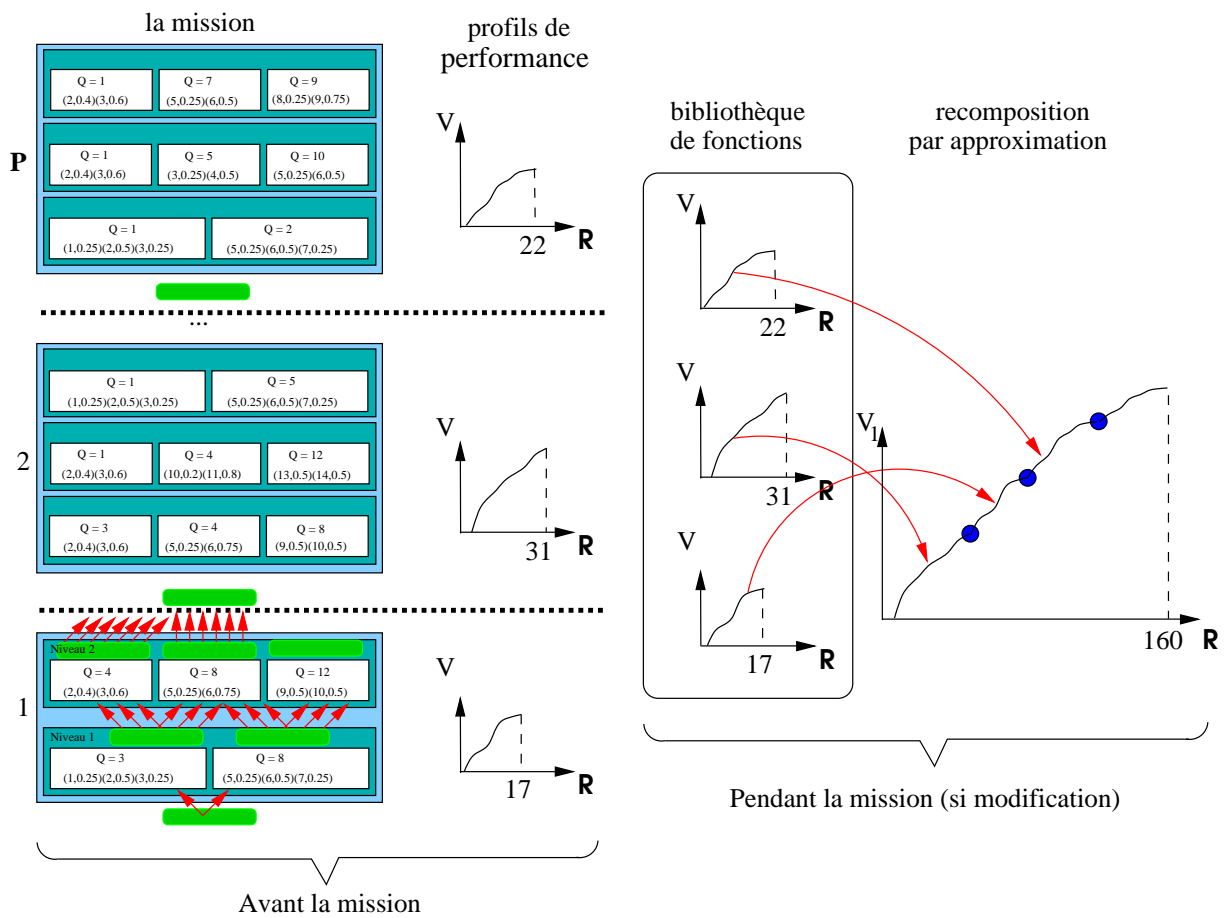 la mission
profils de
performance
P
Q = 1
(2,0.4)(3,0.6)
Q = 7
(5,0.25)(6,0.5)
Q = 9
(8,0.25)(9,0.75)
Q = 1
(2,0.4)(3,0.6)
Q = 5
(3,0.25)(4,0.5)
Q = 10
(5,0.25)(6,0.5)
Q = 1
(1,0.25)(2,0.5)(3,0.25)
Q = 2
(5,0.25)(6,0.5)(7,0.25)
V
22
R
...
2
Q = 1
(1,0.25)(2,0.5)(3,0.25)
Q = 5
(5,0.25)(6,0.5)(7,0.25)
Q = 1
(2,0.4)(3,0.6)
Q = 4
(10,0.2)(11,0.8)
Q = 12
(13,0.5)(14,0.5)
Q = 3
(2,0.4)(3,0.6)
Q = 4
(5,0.25)(6,0.75)
Q = 8
(9,0.5)(10,0.5)
V
31
R
1
Niveau 2
Q = 4
(2,0.4)(3,0.6)
Q = 8
(5,0.25)(6,0.75)
Q = 12
(9,0.5)(10,0.5)
Niveau 1
Q = 3
(1,0.25)(2,0.5)(3,0.25)
Q = 8
(5,0.25)(6,0.5)(7,0.25)
V
17
R
Avant la mission
bibliothèque
de fonctions
V
22
R
V
31
R
V
17
R
recomposition
par approximation
V1
160
R
Pendant la mission (si modification)